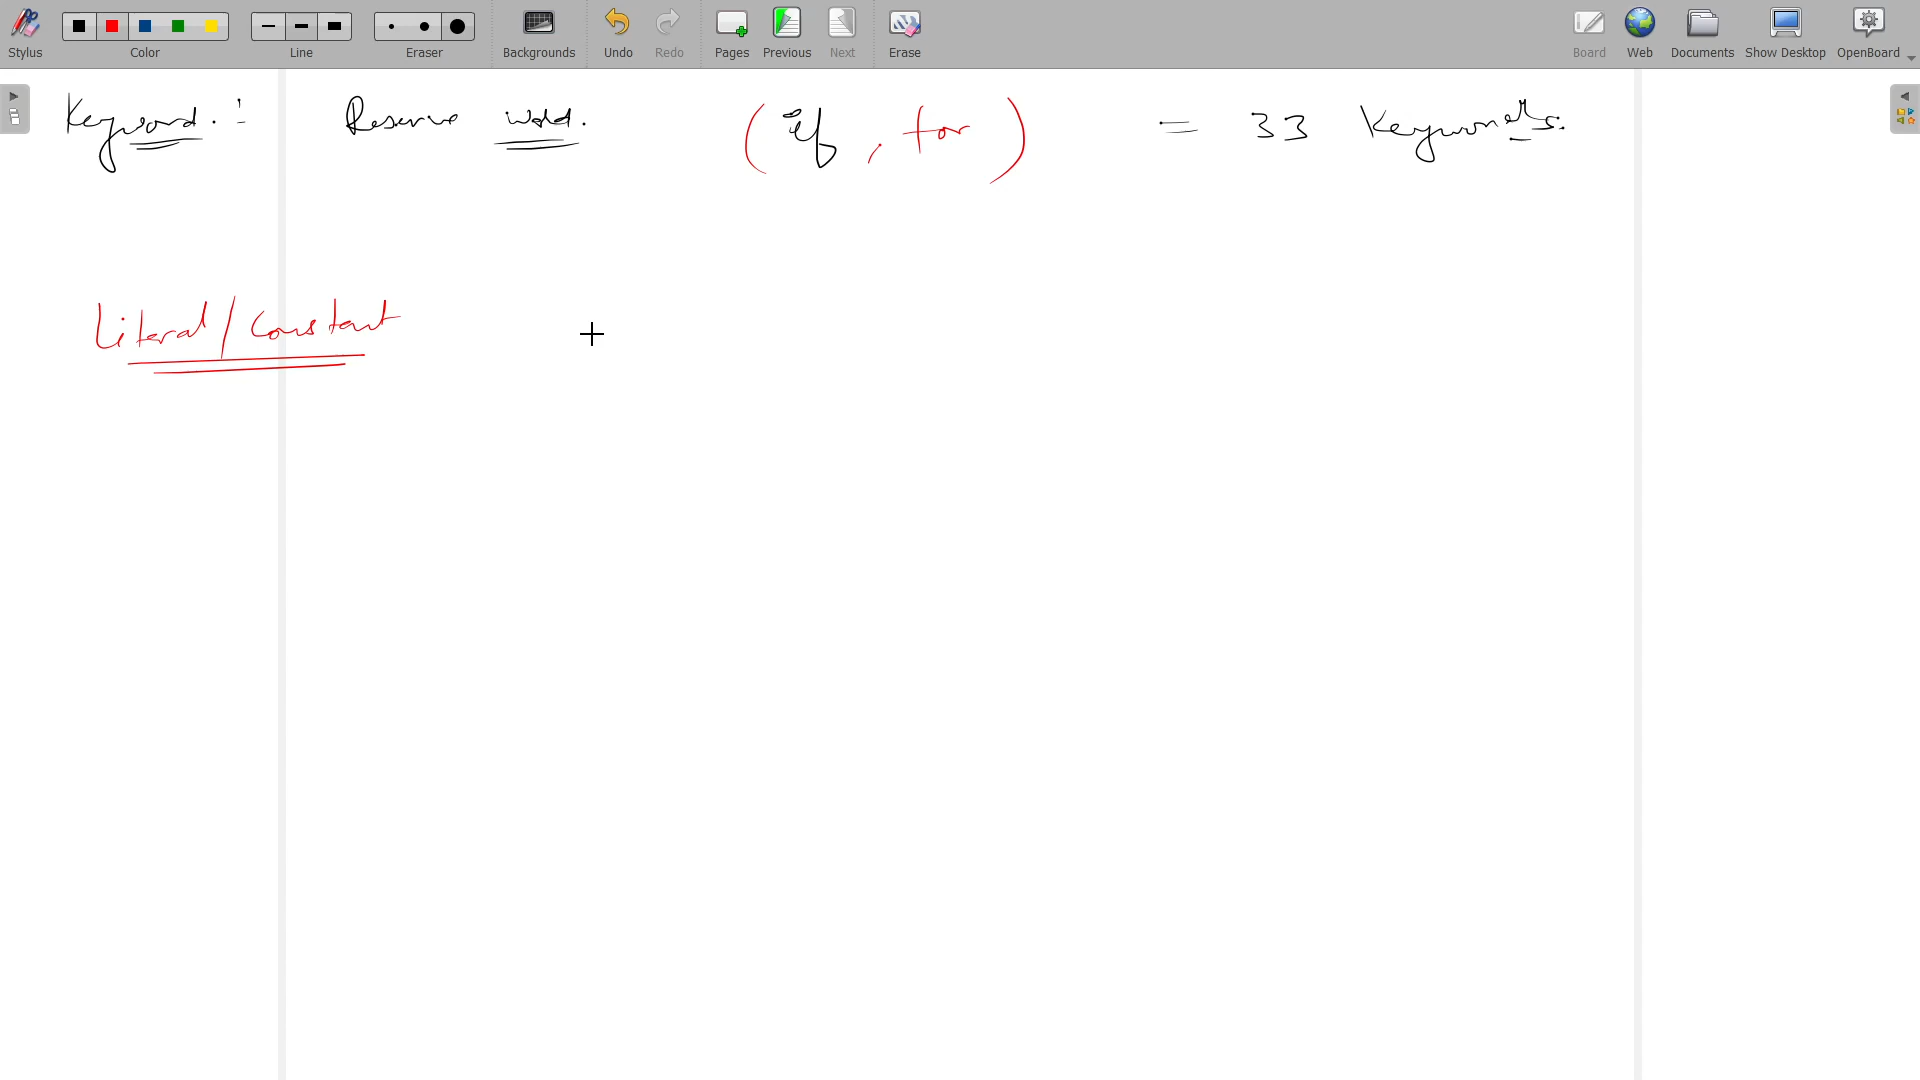 Stylus Color Line Eraser Backgrounds Undo Redo Pages Previous Next Erase Board Web Documents Show Desktop OpenBoard
Keyword : Reserve word. (if , for) = 33 Keywords.
Literal / Constant